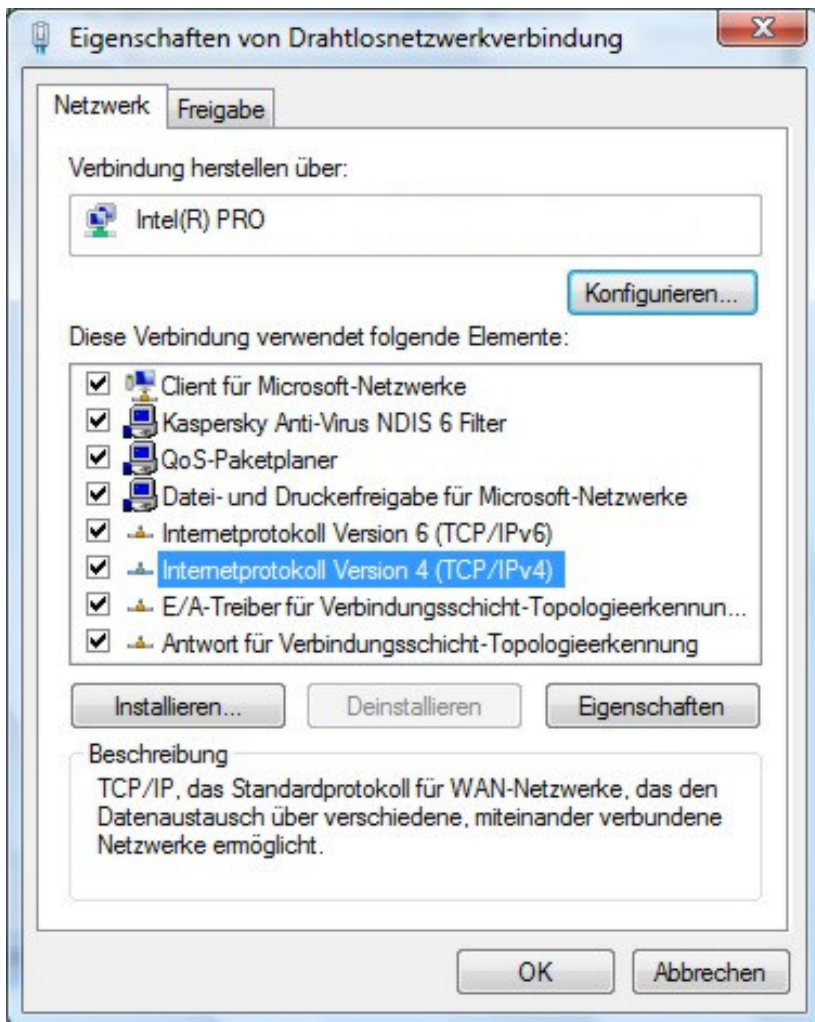 Eigenschaften von Drahtlosnetzwerkverbindung
Netzwerk
Freigabe
Verbindung herstellen über:
Intel(R) PRO
Konfigurieren...
Diese Verbindung verwendet folgende Elemente:
Client für Microsoft-Netzwerke
Kaspersky Anti-Virus NDIS 6 Filter
QoS-Paketplaner
Datei- und Druckerfreigabe für Microsoft-Netzwerke
Internetprotokoll Version 6 (TCP/IPv6)
Internetprotokoll Version 4 (TCP/IPv4)
E/A-Treiber für Verbindungsschicht-Topologieerkennun...
Antwort für Verbindungsschicht-Topologieerkennung
Installieren...
Deinstallieren
Eigenschaften
Beschreibung
TCP/IP, das Standardprotokoll für WAN-Netzwerke, das den
Datenaustausch über verschiedene, miteinander verbundene
Netzwerke ermöglicht.
OK
Abbrechen